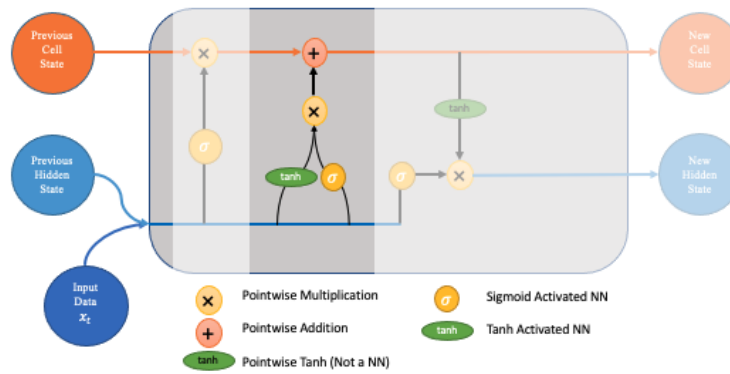 Previous
Cell
State
×
+
×
σ
tanh
σ
tanh
New
Cell
State
Previous
Hidden
State
σ
×
New
Hidden
State
Input
Data
x_t
× Pointwise Multiplication
σ Sigmoid Activated NN
+ Pointwise Addition
tanh Tanh Activated NN
tanh Pointwise Tanh (Not a NN)